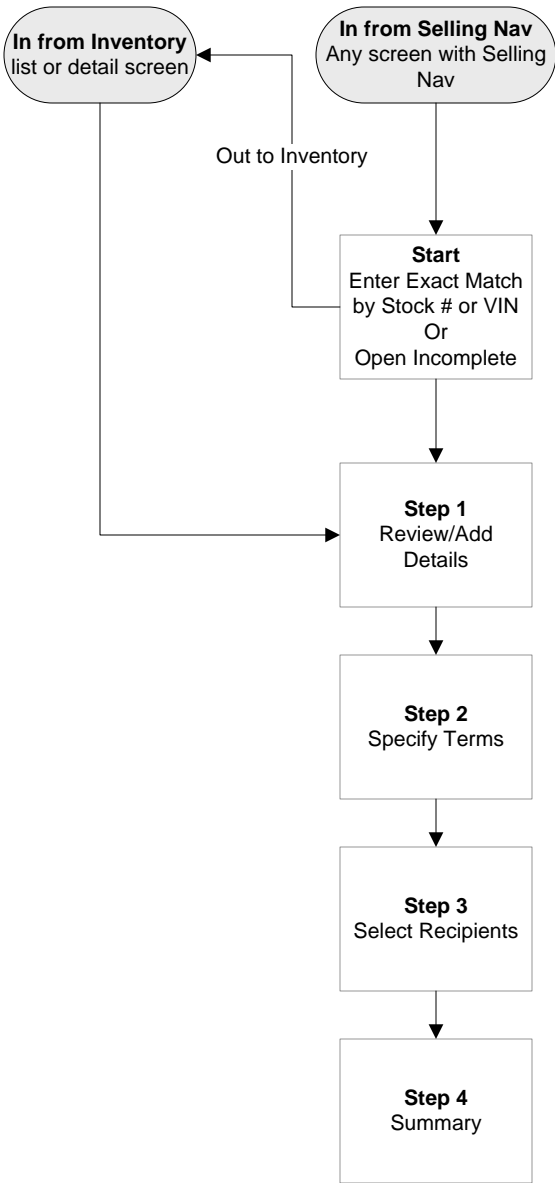 In from Inventory
list or detail screen
In from Selling Nav
Any screen with Selling
Nav
Out to Inventory
Start
Enter Exact Match
by Stock # or VIN
Or
Open Incomplete
Step 1
Review/Add
Details
Step 2
Specify Terms
Step 3
Select Recipients
Step 4
Summary